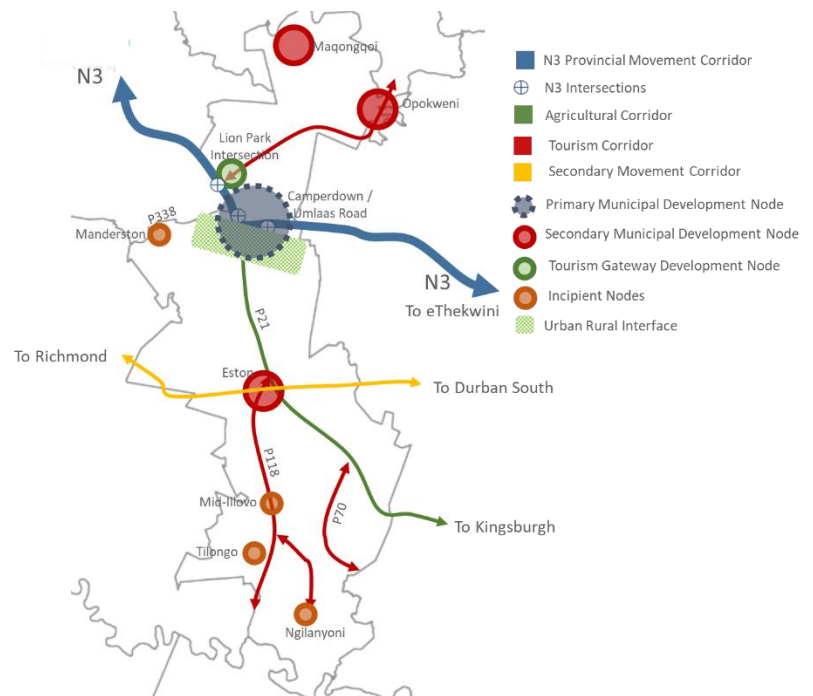 Maqongqoi
N3
Opokweni
Lion Park
Intersection
Camperdown /
Umlaas Road
P338
Manderston
N3
To eThekwini
P21
To Richmond
Eston
To Durban South
P118
Mid-Illovo
P70
To Kingsburgh
Tilongo
Ngilanyoni
N3 Provincial Movement Corridor
N3 Intersections
Agricultural Corridor
Tourism Corridor
Secondary Movement Corridor
Primary Municipal Development Node
Secondary Municipal Development Node
Tourism Gateway Development Node
Incipient Nodes
Urban Rural Interface